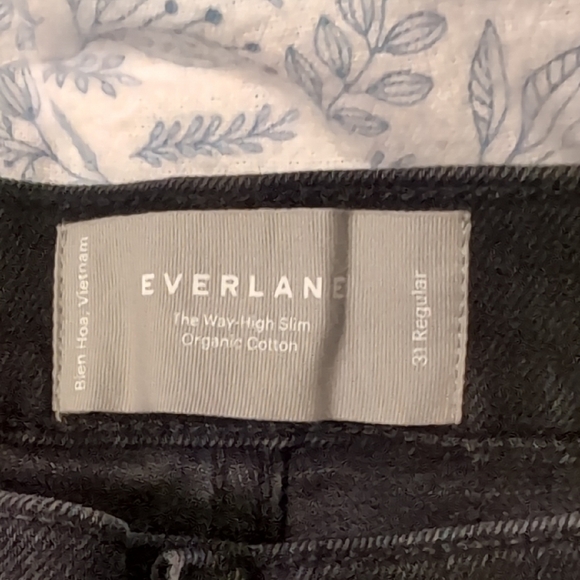 Bien Hoa, Vietnam
EVERLANE
The Way-High Slim
Organic Cotton
31 Regular